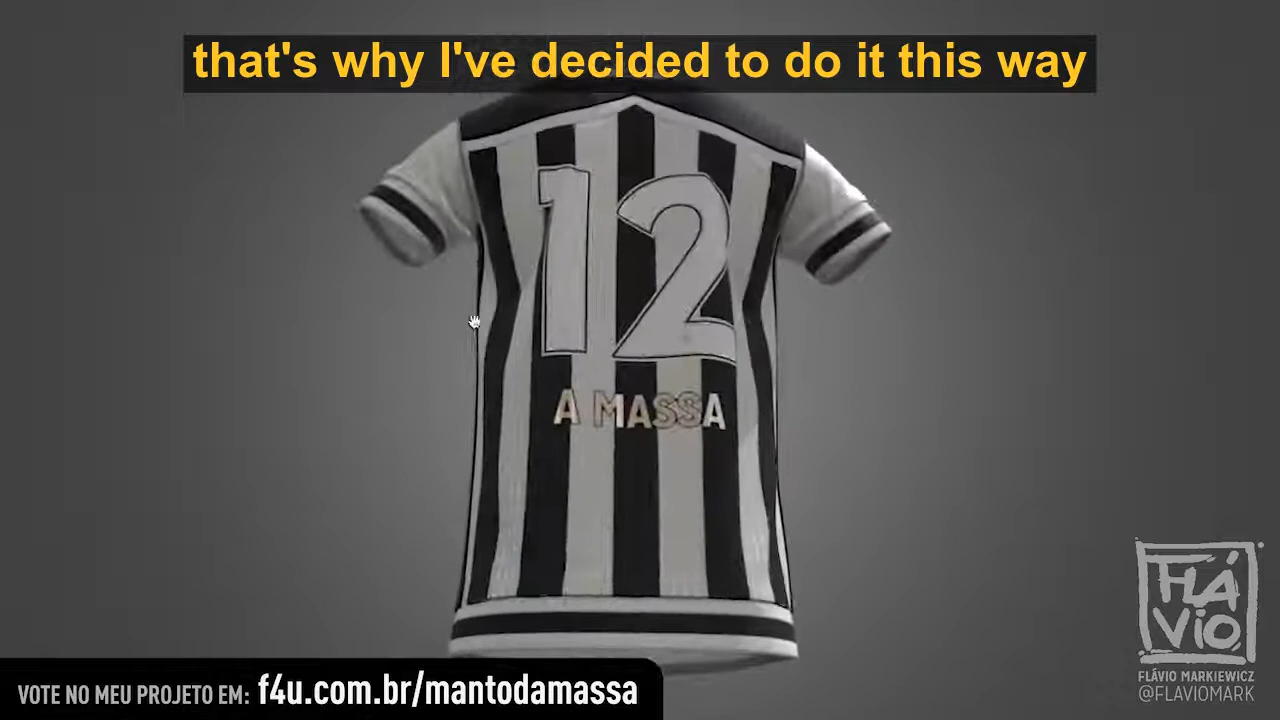 that's why I've decided to do it this way
12
A MASSA
FLÁ
ViO
FLÁVIO MARKIEWICZ
@FLAVIOMARK
VOTE NO MEU PROJETO EM: f4u.com.br/mantodamassa